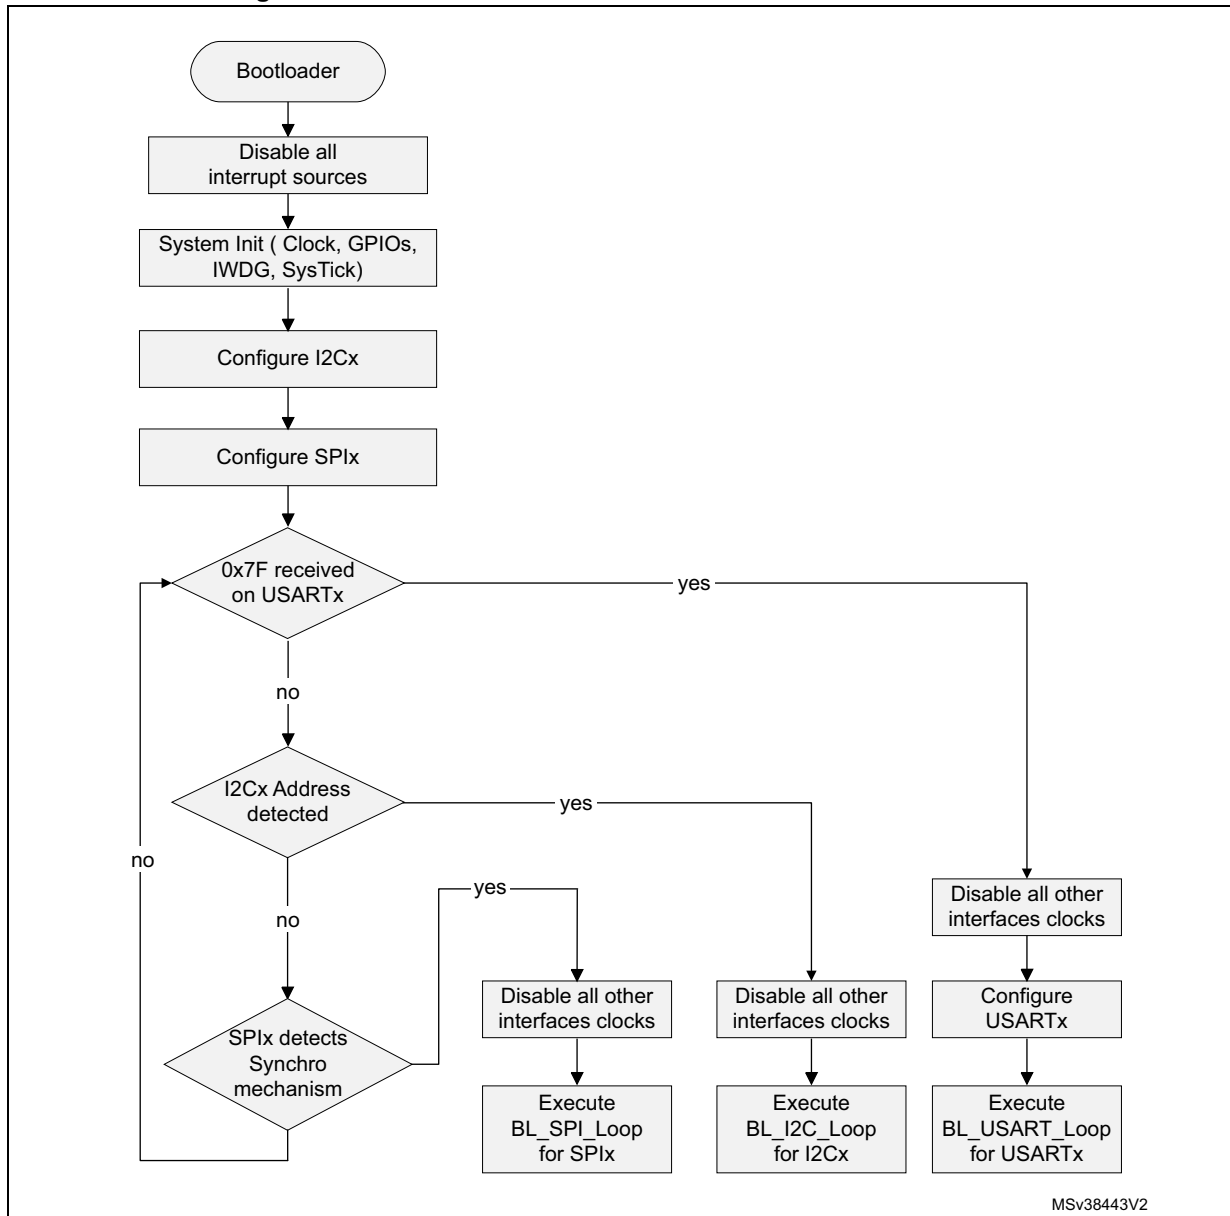 Bootloader
Disable all
interrupt sources
System Init ( Clock, GPIOs,
IWDG, SysTick)
Configure I2Cx
Configure SPIx
0x7F received
on USARTx
yes
no
I2Cx Address
detected
yes
no
no
yes
Disable all other
interfaces clocks
SPIx detects
Synchro
mechanism
Disable all other
interfaces clocks
Disable all other
interfaces clocks
Configure
USARTx
Execute
BL_SPI_Loop
for SPIx
Execute
BL_I2C_Loop
for I2Cx
Execute
BL_USART_Loop
for USARTx
MSv38443V2